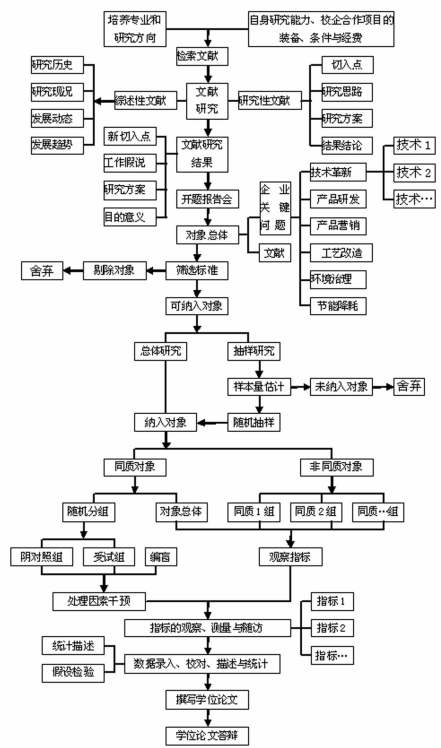 培养专业和
研究方向
自身研究能力、校企合作项目的
装备、条件与经费
检索文献
研究历史
研究现况
发展动态
发展趋势
综述性文献
文献
研究
研究性文献
切入点
研究思路
研究方案
结果结论
新切入点
工作假说
研究方案
目的意义
文献研究
结果
开题报告会
对象总体
企业关键问题
文献
技术革新
产品研发
产品营销
工艺改造
环境治理
节能降耗
技术1
技术2
技术…
舍弃
剔除对象
筛选标准
可纳入对象
总体研究
抽样研究
样本量估计
未纳入对象
舍弃
纳入对象
随机抽样
同质对象
非同质对象
随机分组
对象总体
同质1组
同质2组
同质…组
阴对照组
受试组
编盲
观察指标
处理因素干预
指标的观察、测量与随访
指标1
指标2
指标…
统计描述
假设检验
数据录入、校对、描述与统计
撰写学位论文
学位论文答辩